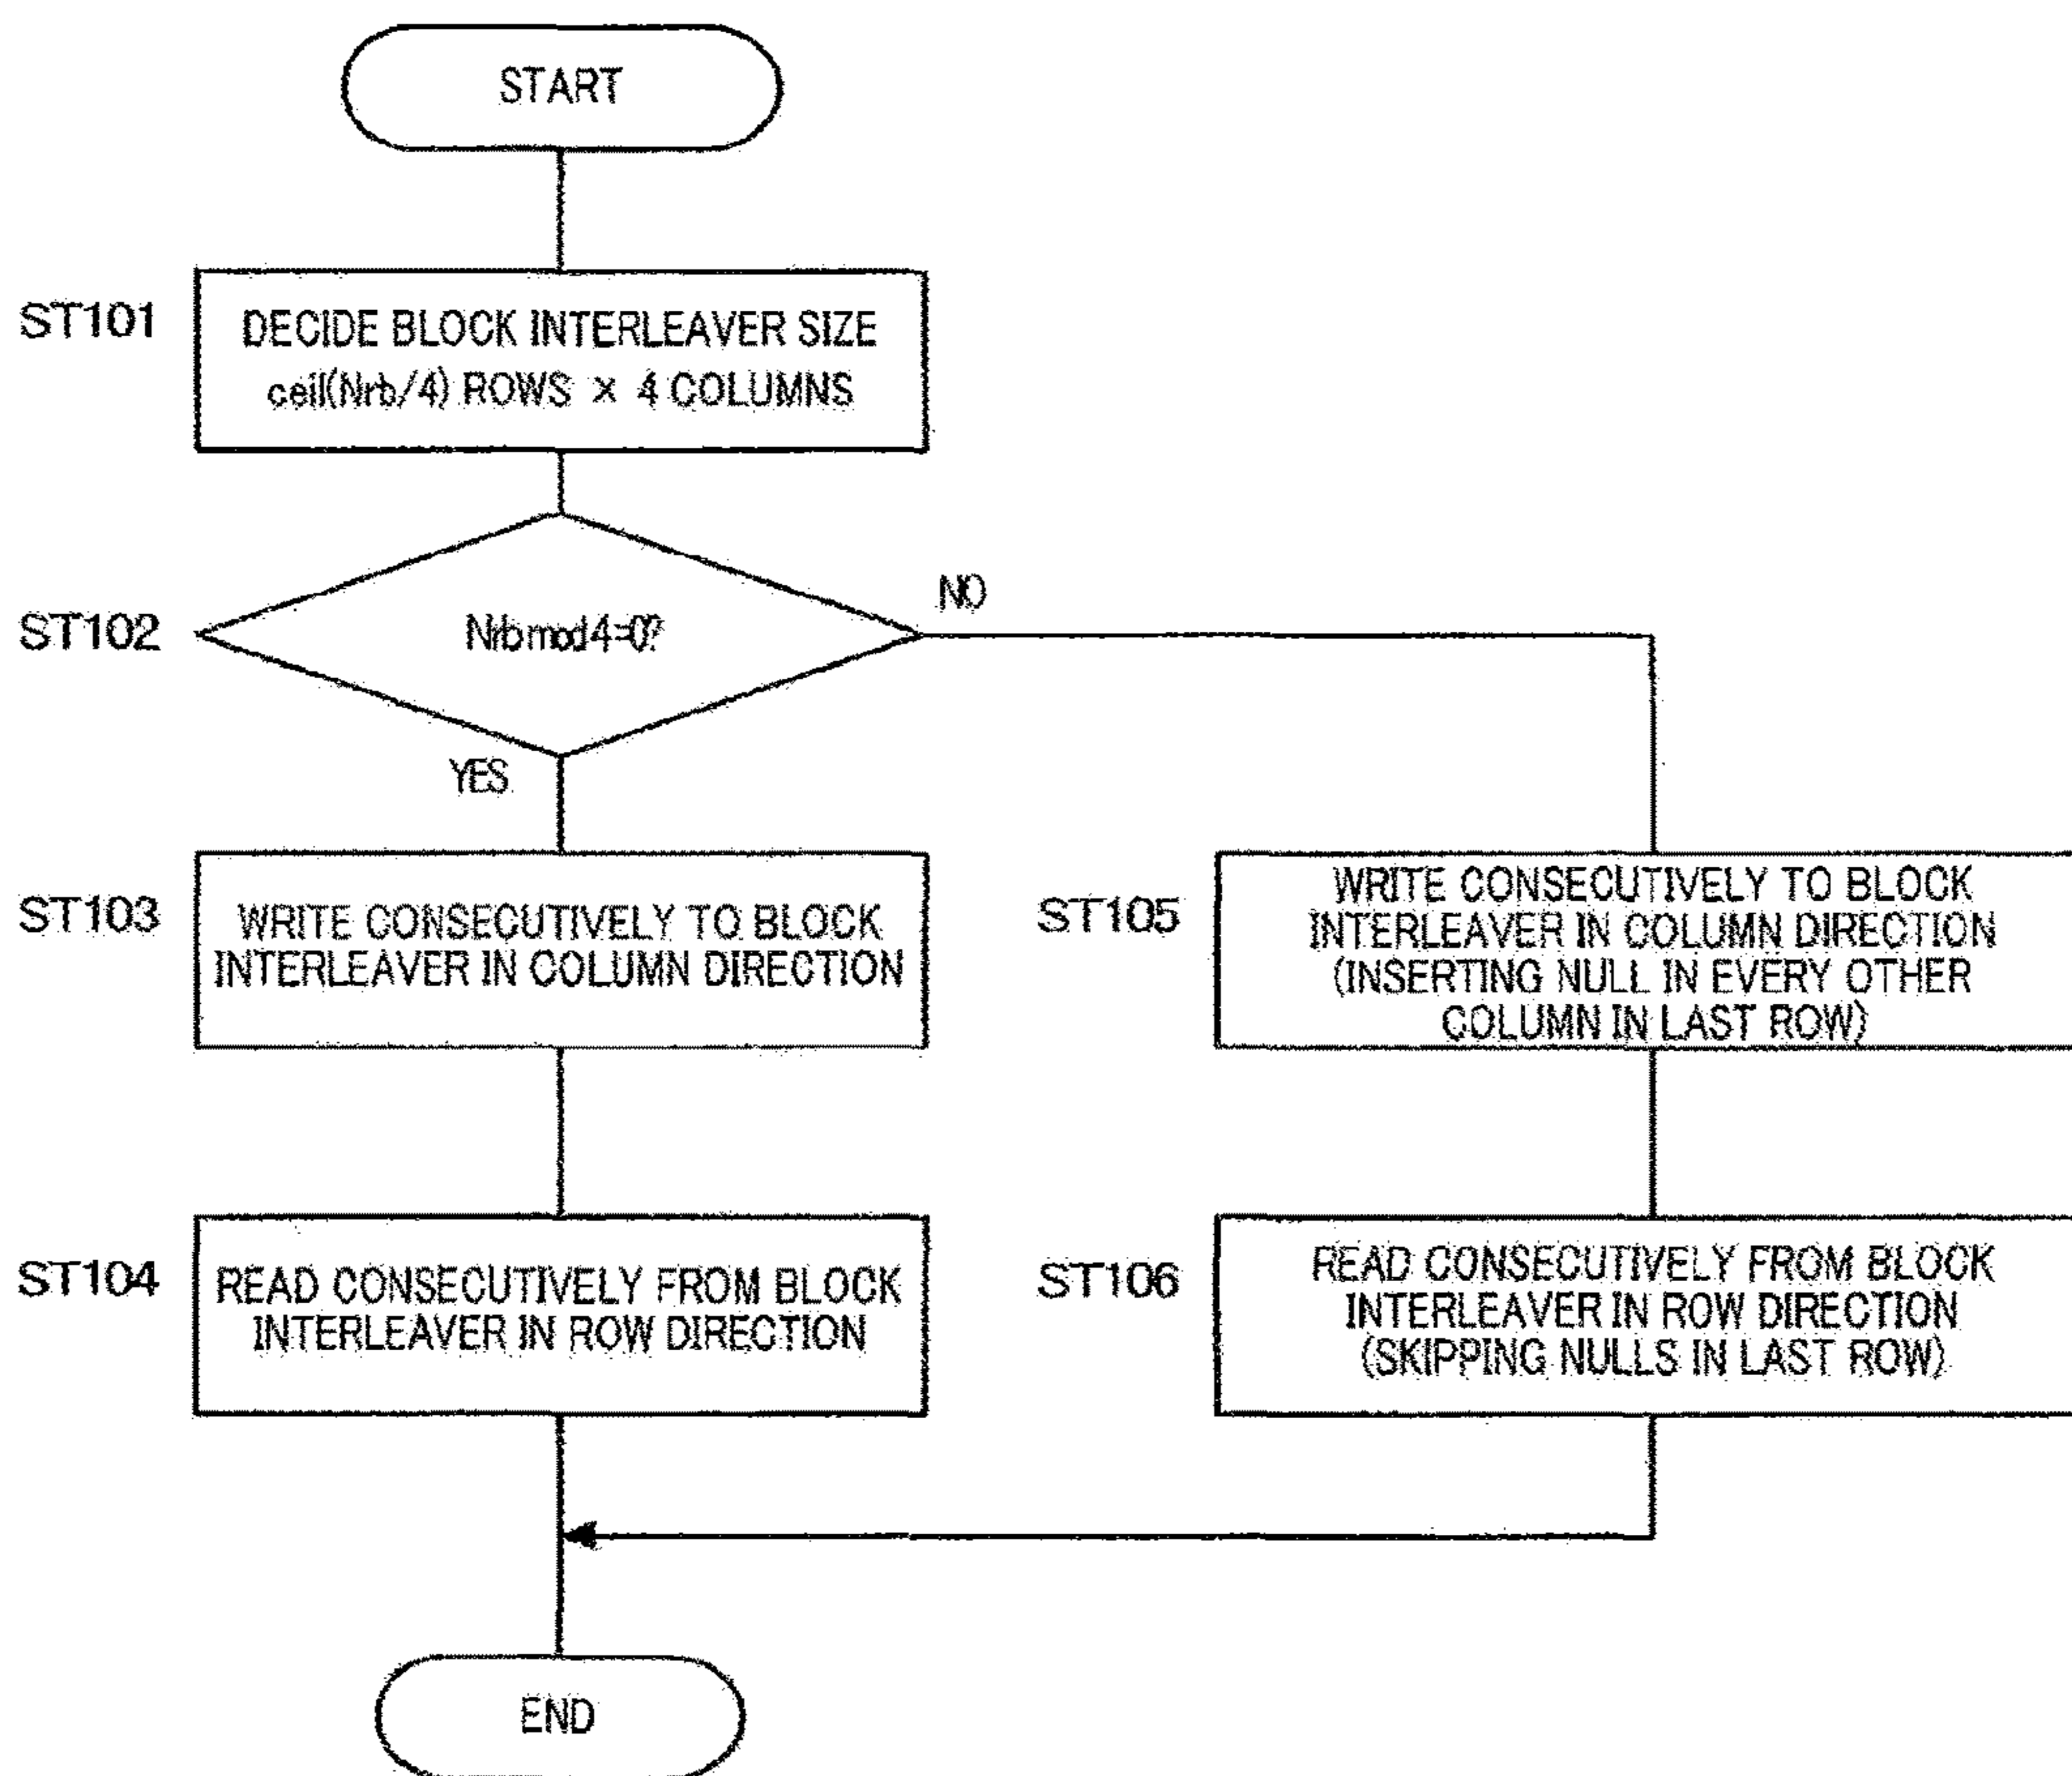 START
ST101
DECIDE BLOCK INTERLEAVER SIZE
ceil(Nrb/4) ROWS × 4 COLUMNS
ST102
Nrb mod 4=0?
NO
YES
ST103
WRITE CONSECUTIVELY TO BLOCK
INTERLEAVER IN COLUMN DIRECTION
ST105
WRITE CONSECUTIVELY TO BLOCK
INTERLEAVER IN COLUMN DIRECTION
(INSERTING NULL IN EVERY OTHER
COLUMN IN LAST ROW)
ST104
READ CONSECUTIVELY FROM BLOCK
INTERLEAVER IN ROW DIRECTION
ST106
READ CONSECUTIVELY FROM BLOCK
INTERLEAVER IN ROW DIRECTION
(SKIPPING NULLS IN LAST ROW)
END